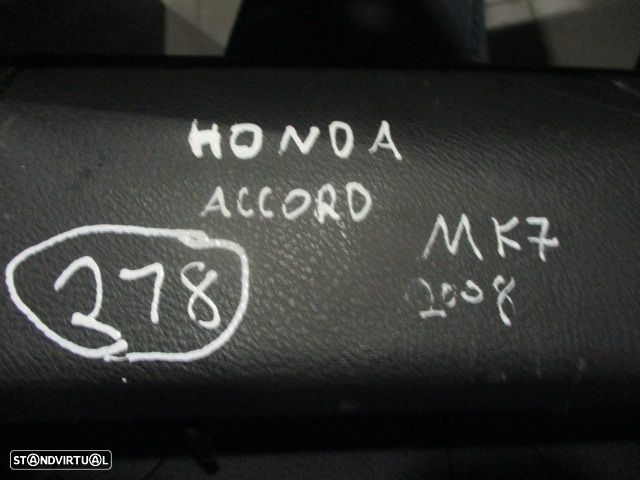 HONDA
ACCORD
MK7
2008
278
STANDVIRTUAL